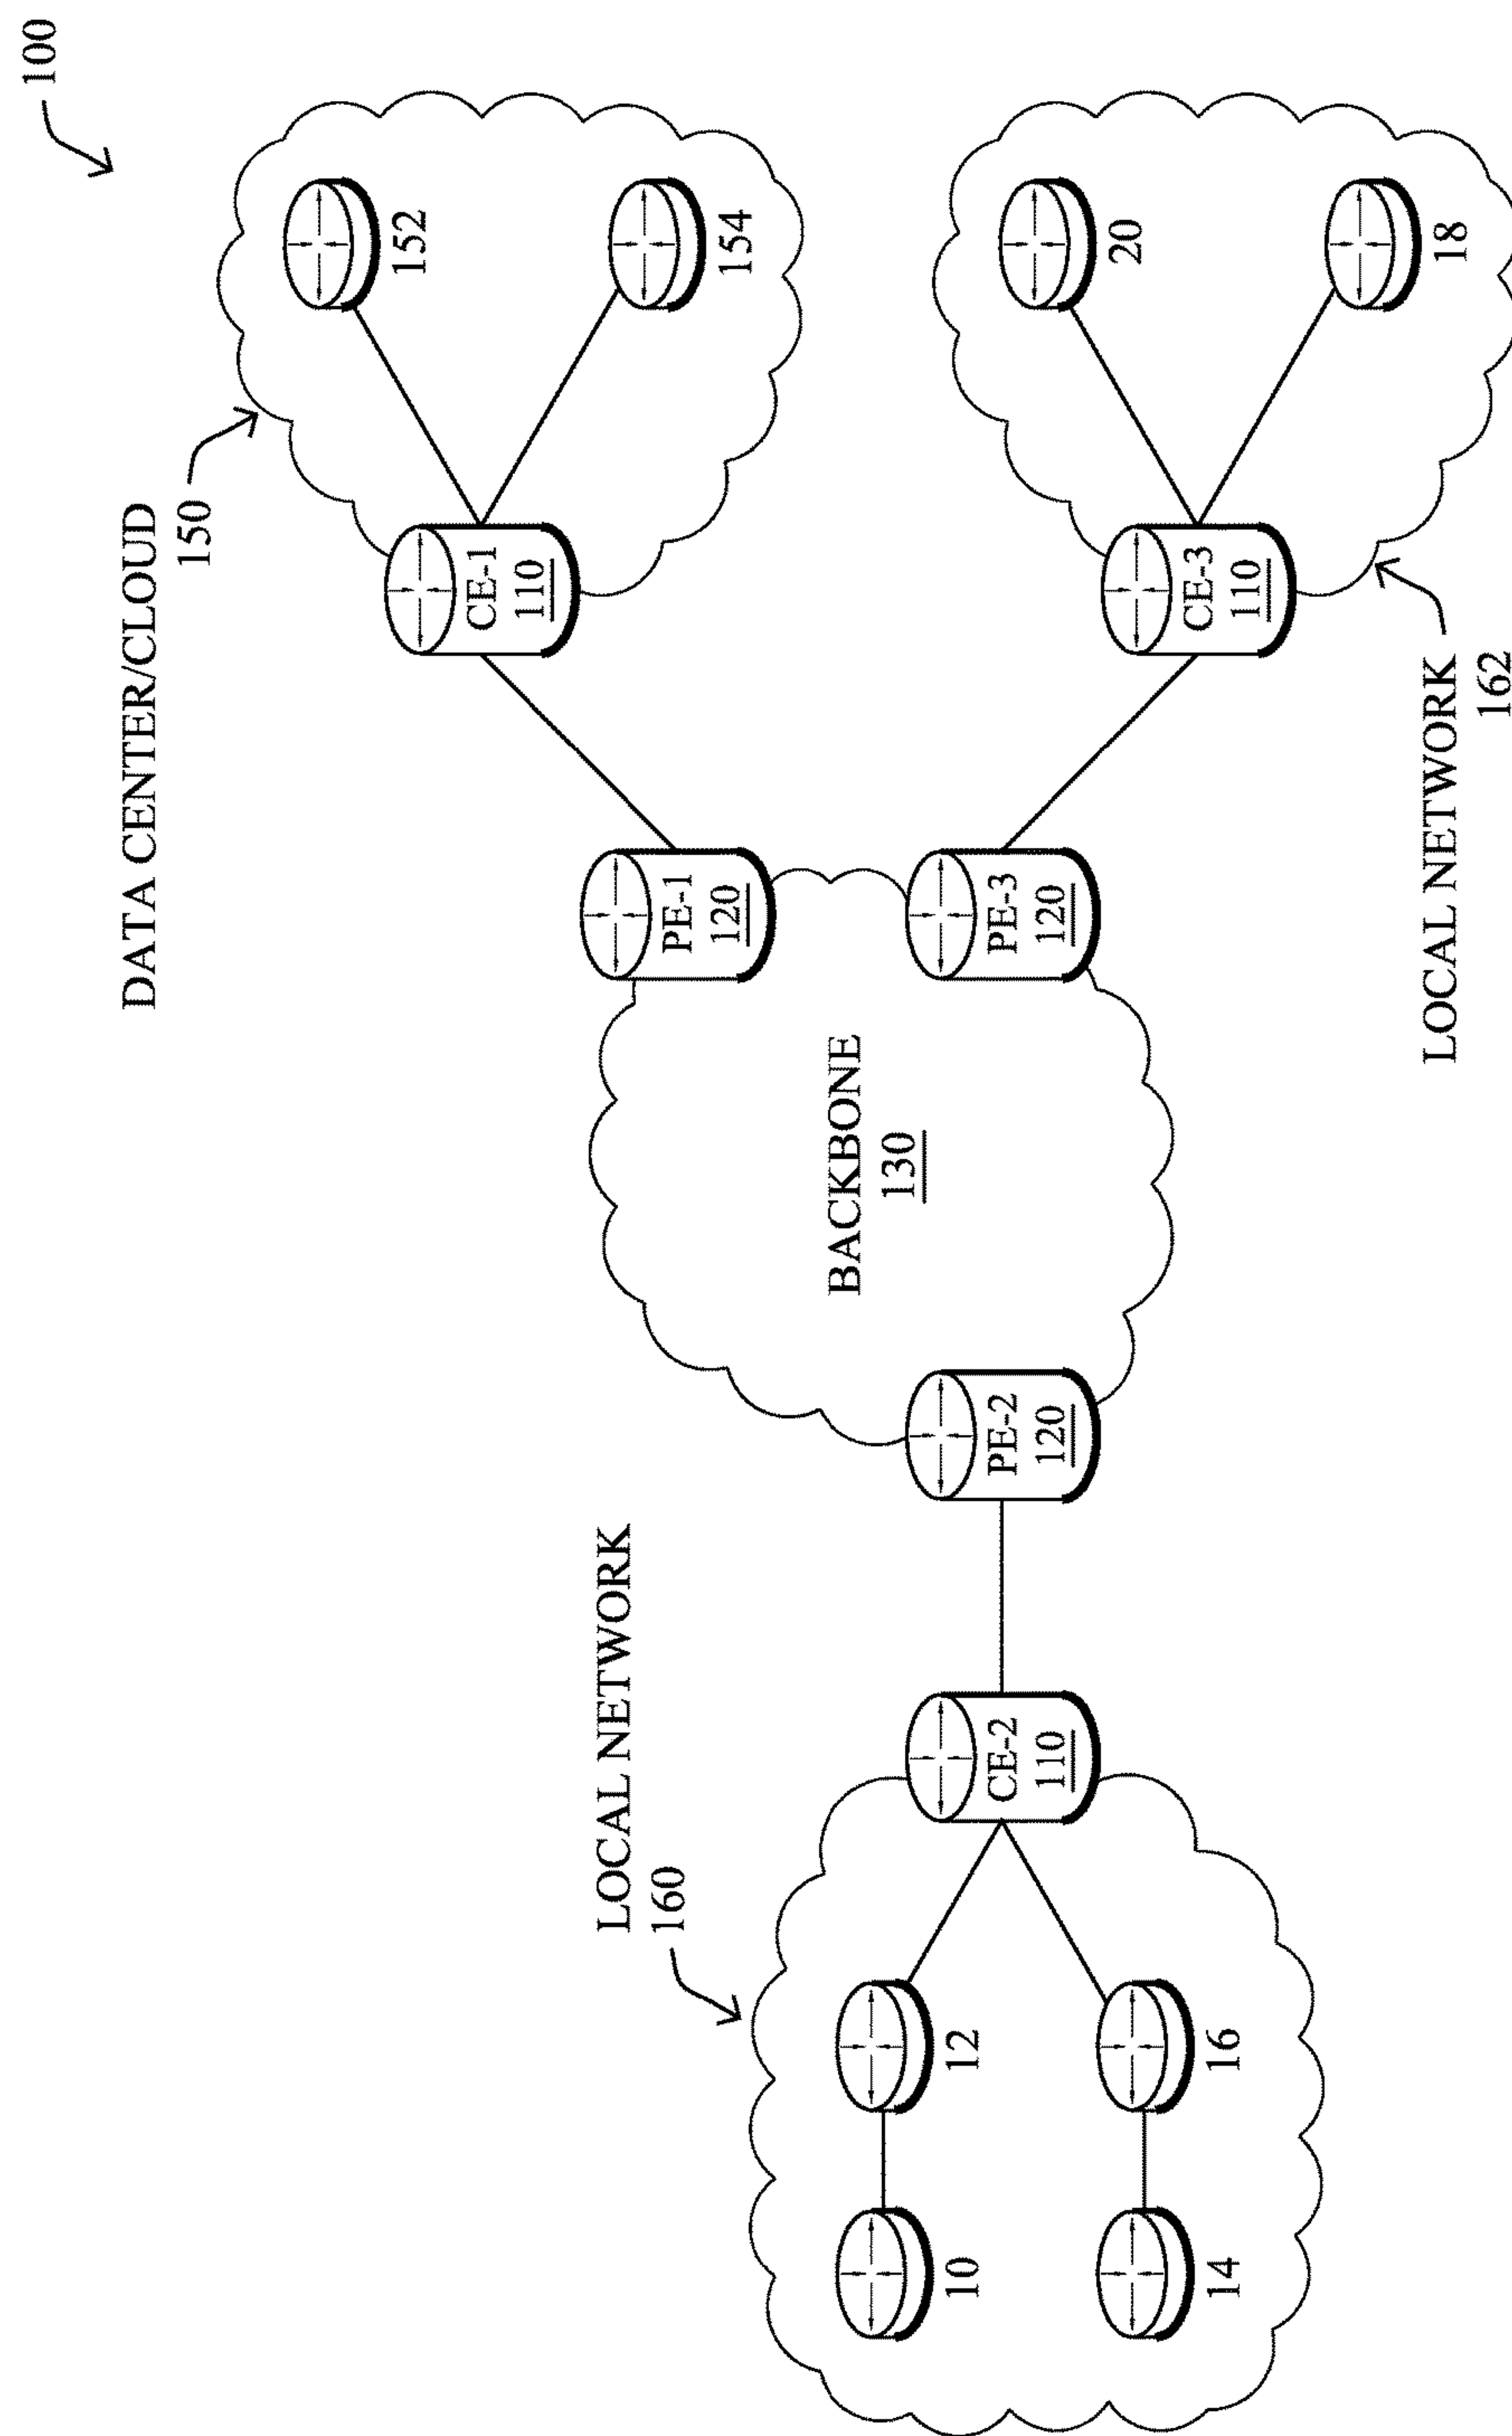 100
DATA CENTER/CLOUD
150
152
154
CE-1
110
PE-1
120
LOCAL NETWORK
160
BACKBONE
130
10
12
14
16
CE-2
110
PE-2
120
PE-3
120
CE-3
110
20
18
LOCAL NETWORK
162